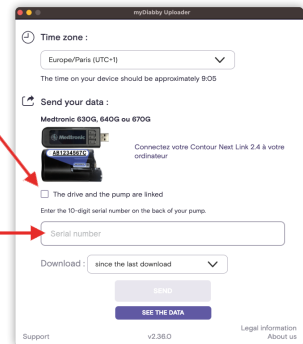 myDiabby Uploader
Time zone :
Europe/Paris (UTC+1)
The time on your device should be approximately 9:05
Send your data :
Medtronic 630G, 640G ou 670G
Medtronic
AB1234567C
Connectez votre Contour Next Link 2.4 à votre
ordinateur
The drive and the pump are linked
Enter the 10-digit serial number on the back of your pump.
Serial number
Download : since the last download
SEND
SEE THE DATA
Legal information
Support v2.36.0 About us